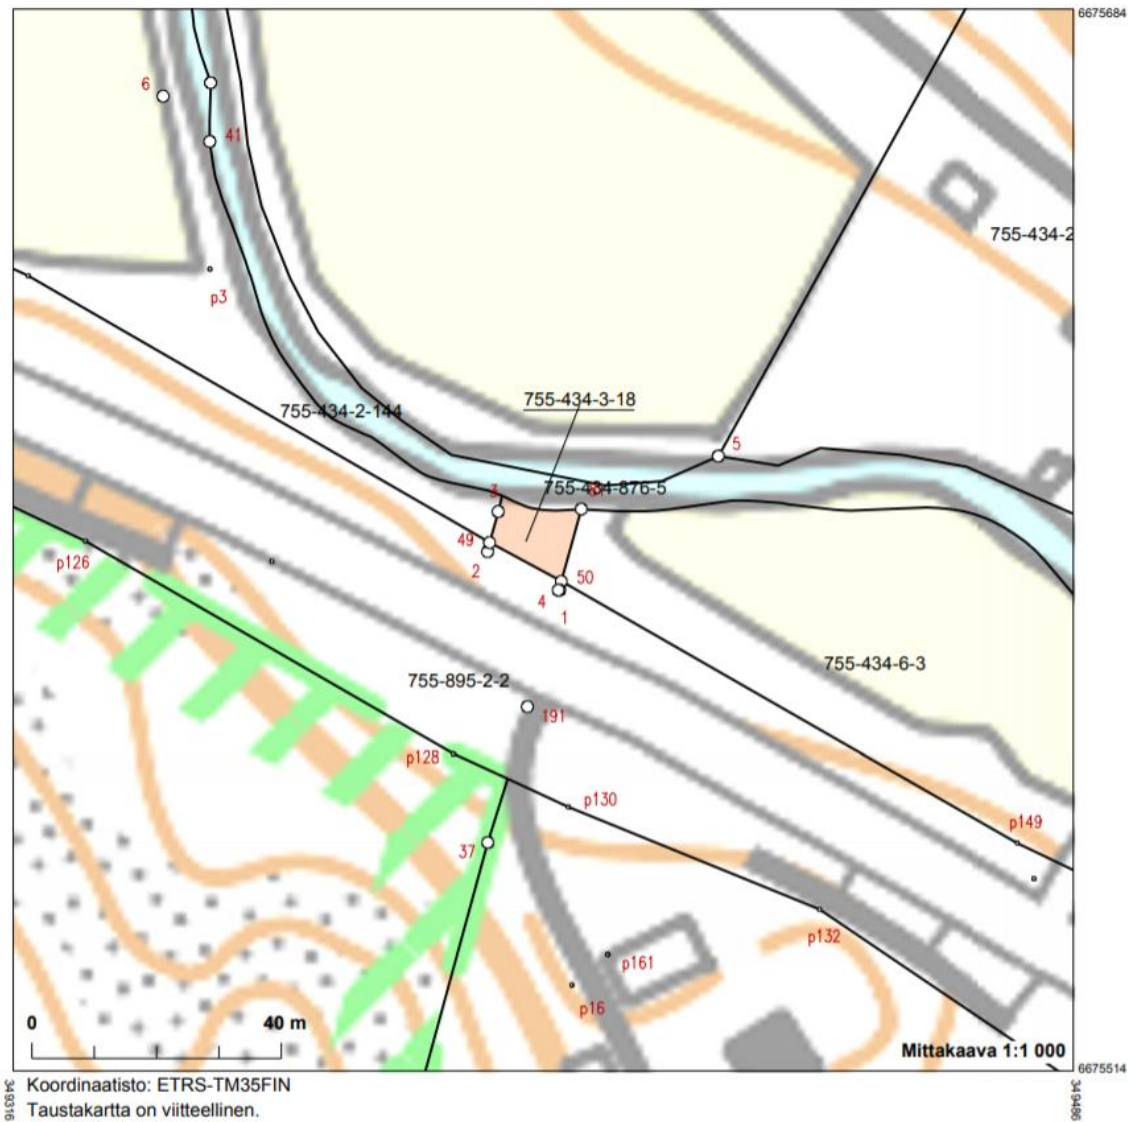 6675684
6
41
755-434-2
p3
755-434-3-18
755-434-2-144
5
755-434-876-5
3
49
2
50
4
1
p126
755-434-6-3
755-895-2-2
191
p128
p130
p149
37
p132
p161
p16
0 40 m
Mittakaava 1:1 000
6675514
349316
349486
Koordinaatisto: ETRS-TM35FIN
Taustakartta on viitteellinen.